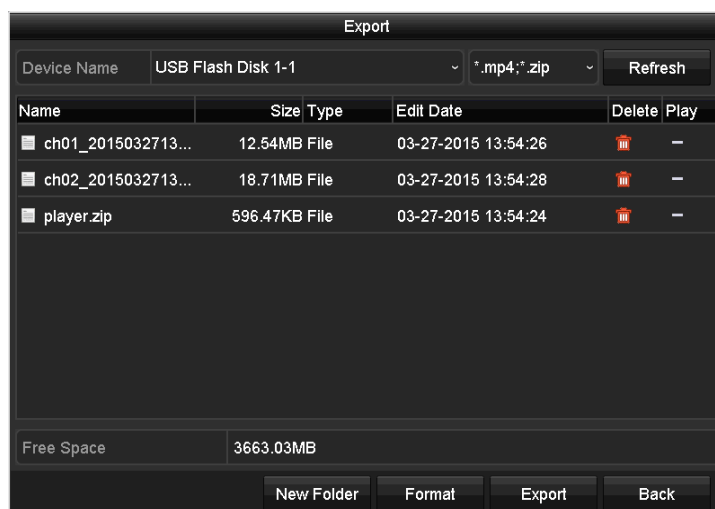 Export
Device Name USB Flash Disk 1-1 *.mp4;*.zip Refresh
Name Size Type Edit Date Delete Play
ch01_2015032713... 12.54MB File 03-27-2015 13:54:26
ch02_2015032713... 18.71MB File 03-27-2015 13:54:28
player.zip 596.47KB File 03-27-2015 13:54:24
Free Space 3663.03MB
New Folder Format Export Back